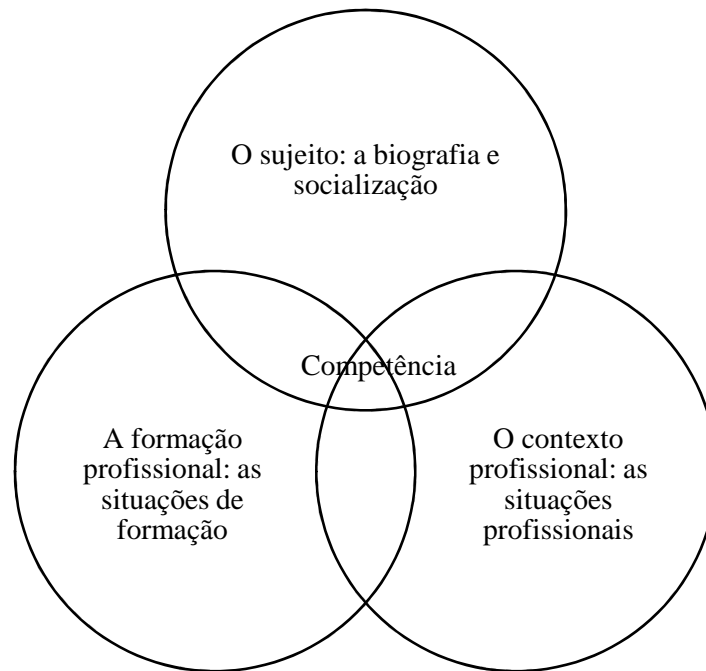 O sujeito: a biografia e
socialização
Competência
A formação
profissional: as
situações de
formação
O contexto
profissional: as
situações
profissionais